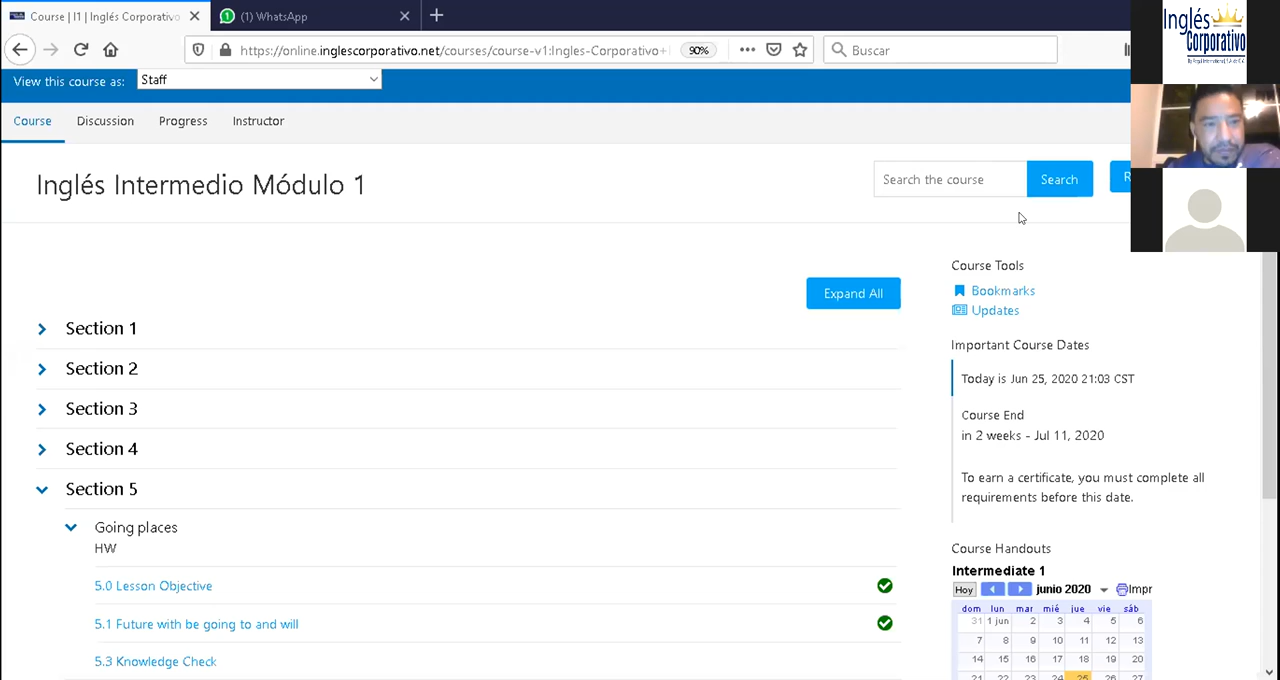 Course | I1 | Inglés Corporativo
(1) WhatsApp
https://online.inglescorporativo.net/courses/course-v1:Ingles-Corporativo+
90%
Buscar
Inglés
Corporativo
View this course as:
Staff
Course
Discussion
Progress
Instructor
Inglés Intermedio Módulo 1
Search the course
Search
R
Course Tools
Bookmarks
Updates
Expand All
Section 1
Important Course Dates
Section 2
Today is Jun 25, 2020 21:03 CST
Section 3
Course End
in 2 weeks - Jul 11, 2020
Section 4
To earn a certificate, you must complete all
requirements before this date.
Section 5
Going places
HW
Course Handouts
Intermediate 1
5.0 Lesson Objective
Hoy junio 2020 Impr
dom lun mar mié jue vie sáb
31 1 jun 2 3 4 5 6
5.1 Future with be going to and will
7 8 9 10 11 12 13
5.3 Knowledge Check
14 15 16 17 18 19 20
21 22 23 24 25 26 27